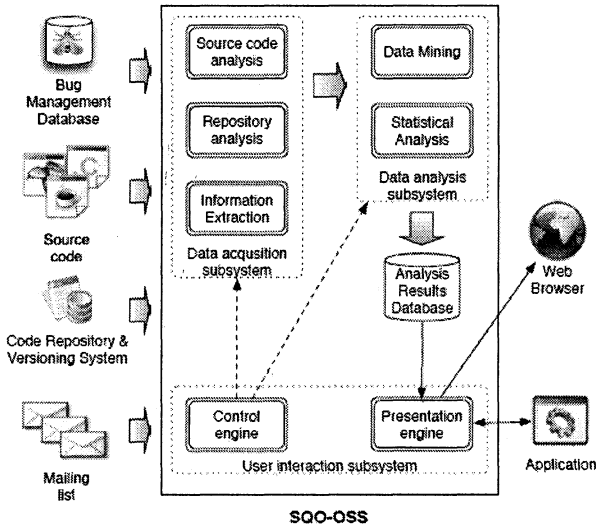 Bug
Management
Database
Source
code
Code Repository &
Versioning System
Mailing
list
Source code
analysis
Repository
analysis
Information
Extraction
Data acqusition
subsystem
Data Mining
Statistical
Analysis
Data analysis
subsystem
Analysis
Results
Database
Control
engine
Presentation
engine
User interaction subsystem
Web
Browser
Application
C
SQO-OSS